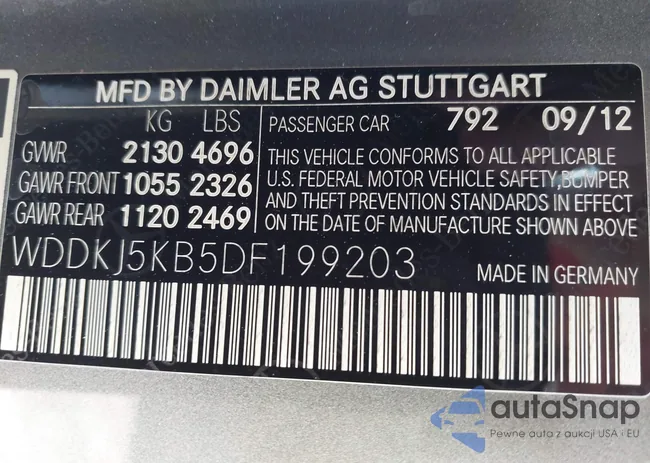 MFD BY DAIMLER AG STUTTGART
KG LBS
PASSENGER CAR 792 09/12
GWWR 2130 4696
GAWR FRONT 1055 2326
GAWR REAR 1120 2469
THIS VEHICLE CONFORMS TO ALL APPLICABLE
U.S. FEDERAL MOTOR VEHICLE SAFETY,BUMPER
AND THEFT PREVENTION STANDARDS IN EFFECT
ON THE DATE OF MANUFACTURE SHOWN ABOVE
WDDKJ5KB5DF199203
MADE IN GERMANY
autaSnap
Pewne auta z aukcji USA i EU